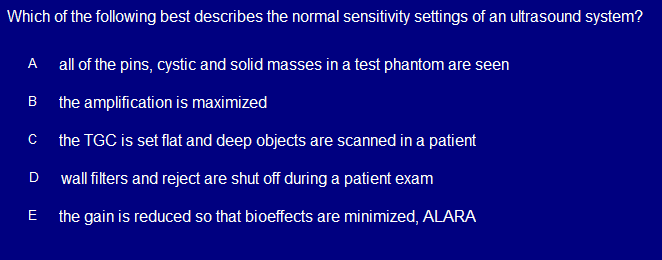 Which of the following best describes the normal sensitivity settings of an ultrasound system?
A all of the pins, cystic and solid masses in a test phantom are seen
B the amplification is maximized
C the TGC is set flat and deep objects are scanned in a patient
D wall filters and reject are shut off during a patient exam
E the gain is reduced so that bioeffects are minimized, ALARA